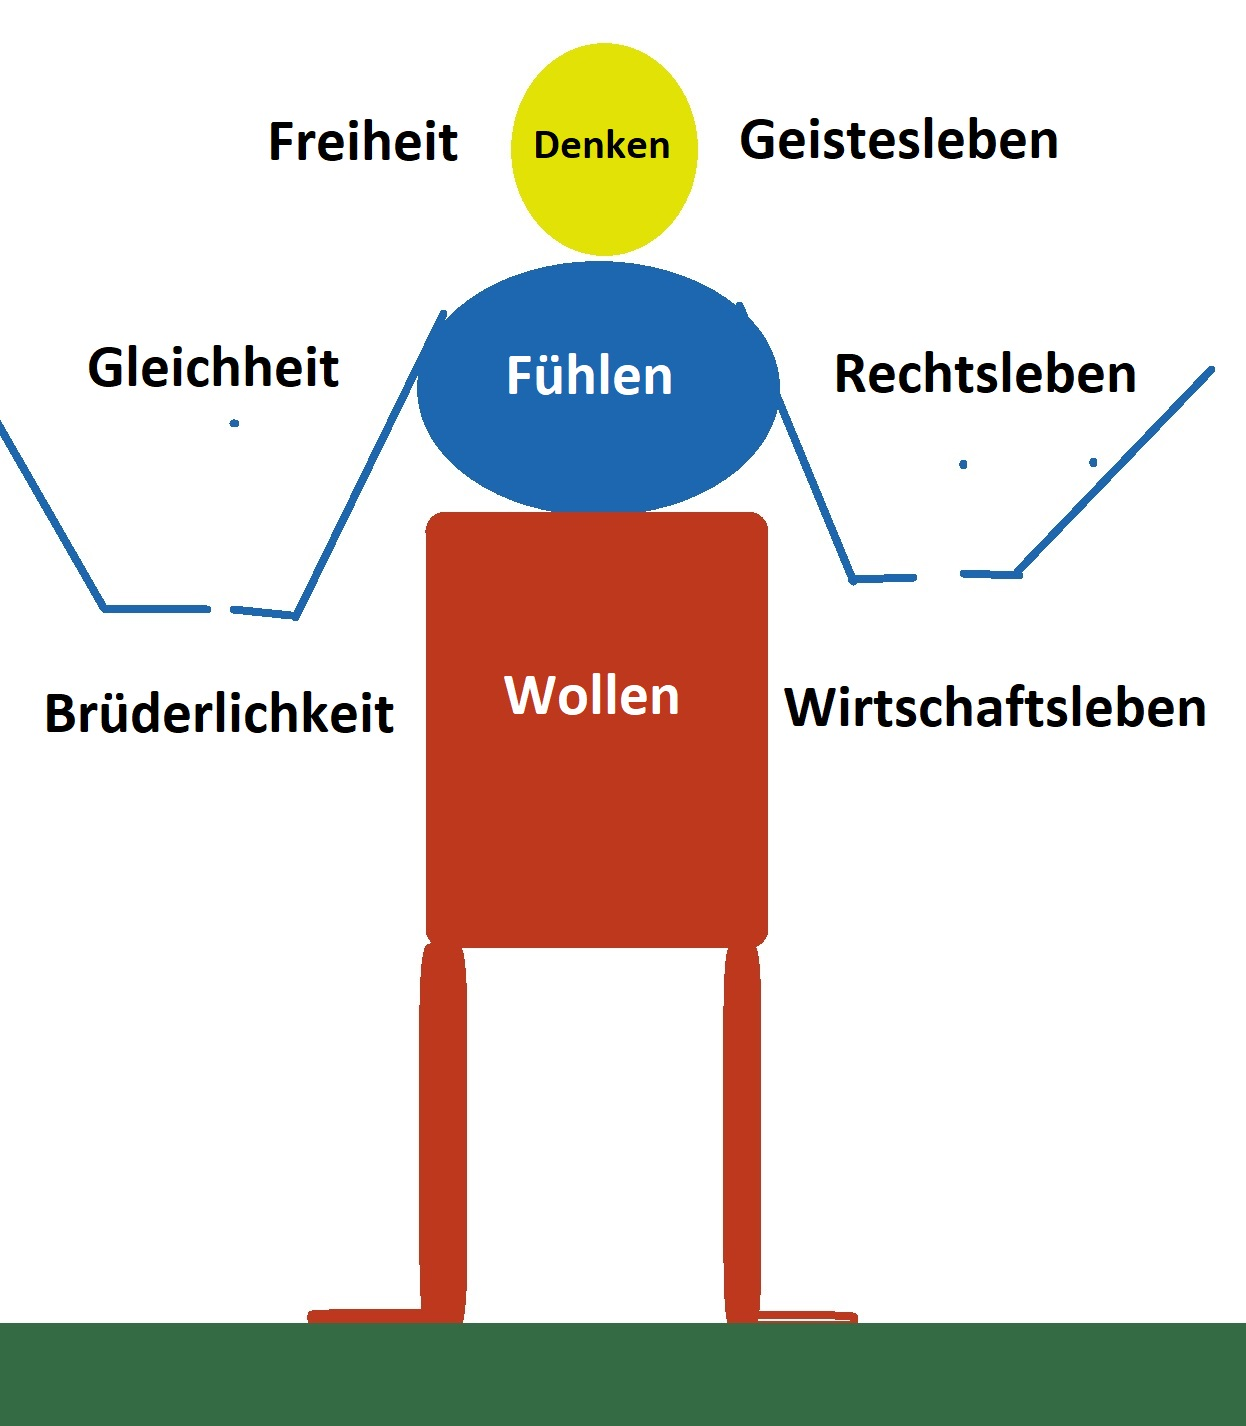 Freiheit Denken Geistesleben
Gleichheit Fühlen Rechtsleben
Brüderlichkeit Wollen Wirtschaftsleben